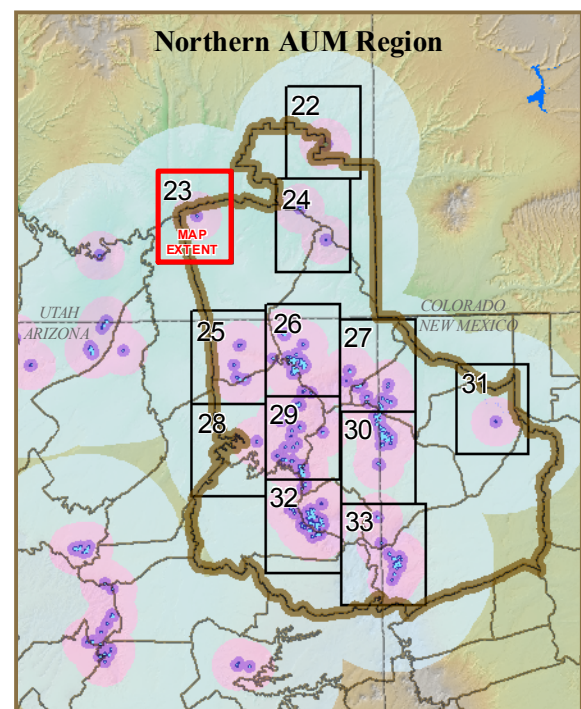 Northern AUM Region
22
23
MAP
EXTENT
24
UTAH
ARIZONA
COLORADO
NEW MEXICO
25
26
27
31
28
29
30
32
33